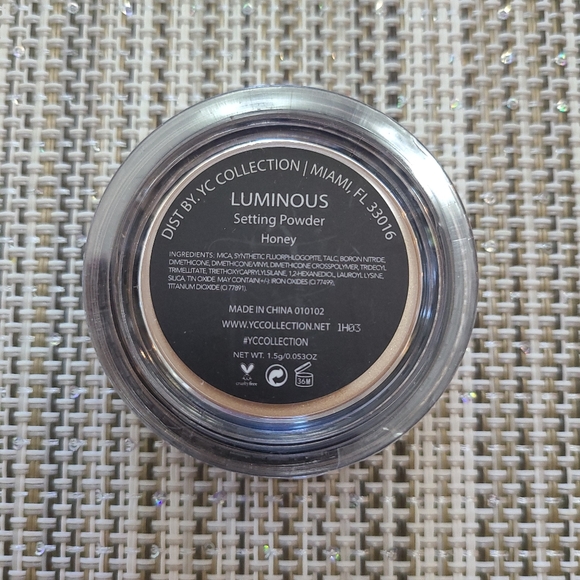 DIST BY. YC COLLECTION | MIAMI, FL 33016
LUMINOUS
Setting Powder
Honey
INGREDIENTS: MICA, SYNTHETIC FLUORPHLOGOPITE, TALC, BORON NITRIDE,
DIMETHICONE, DIMETHICONE/VINYL DIMETHICONE CROSSPOLYMER, TRIDECYL
TRIMELLITATE, TRIETHOXYCAPRYLYLSILANE, 1,2-HEXANEDIOL, LAUROYL LYSINE,
SILICA, TIN OXIDE. MAY CONTAIN +/-: IRON OXIDES (CI 77499),
TITANIUM DIOXIDE (CI 77891).
MADE IN CHINA 010102
WWW.YCCOLLECTION.NET 1H03
#YCCOLLECTION
NET WT. 1.5g/0.053OZ
cruelty free
36M